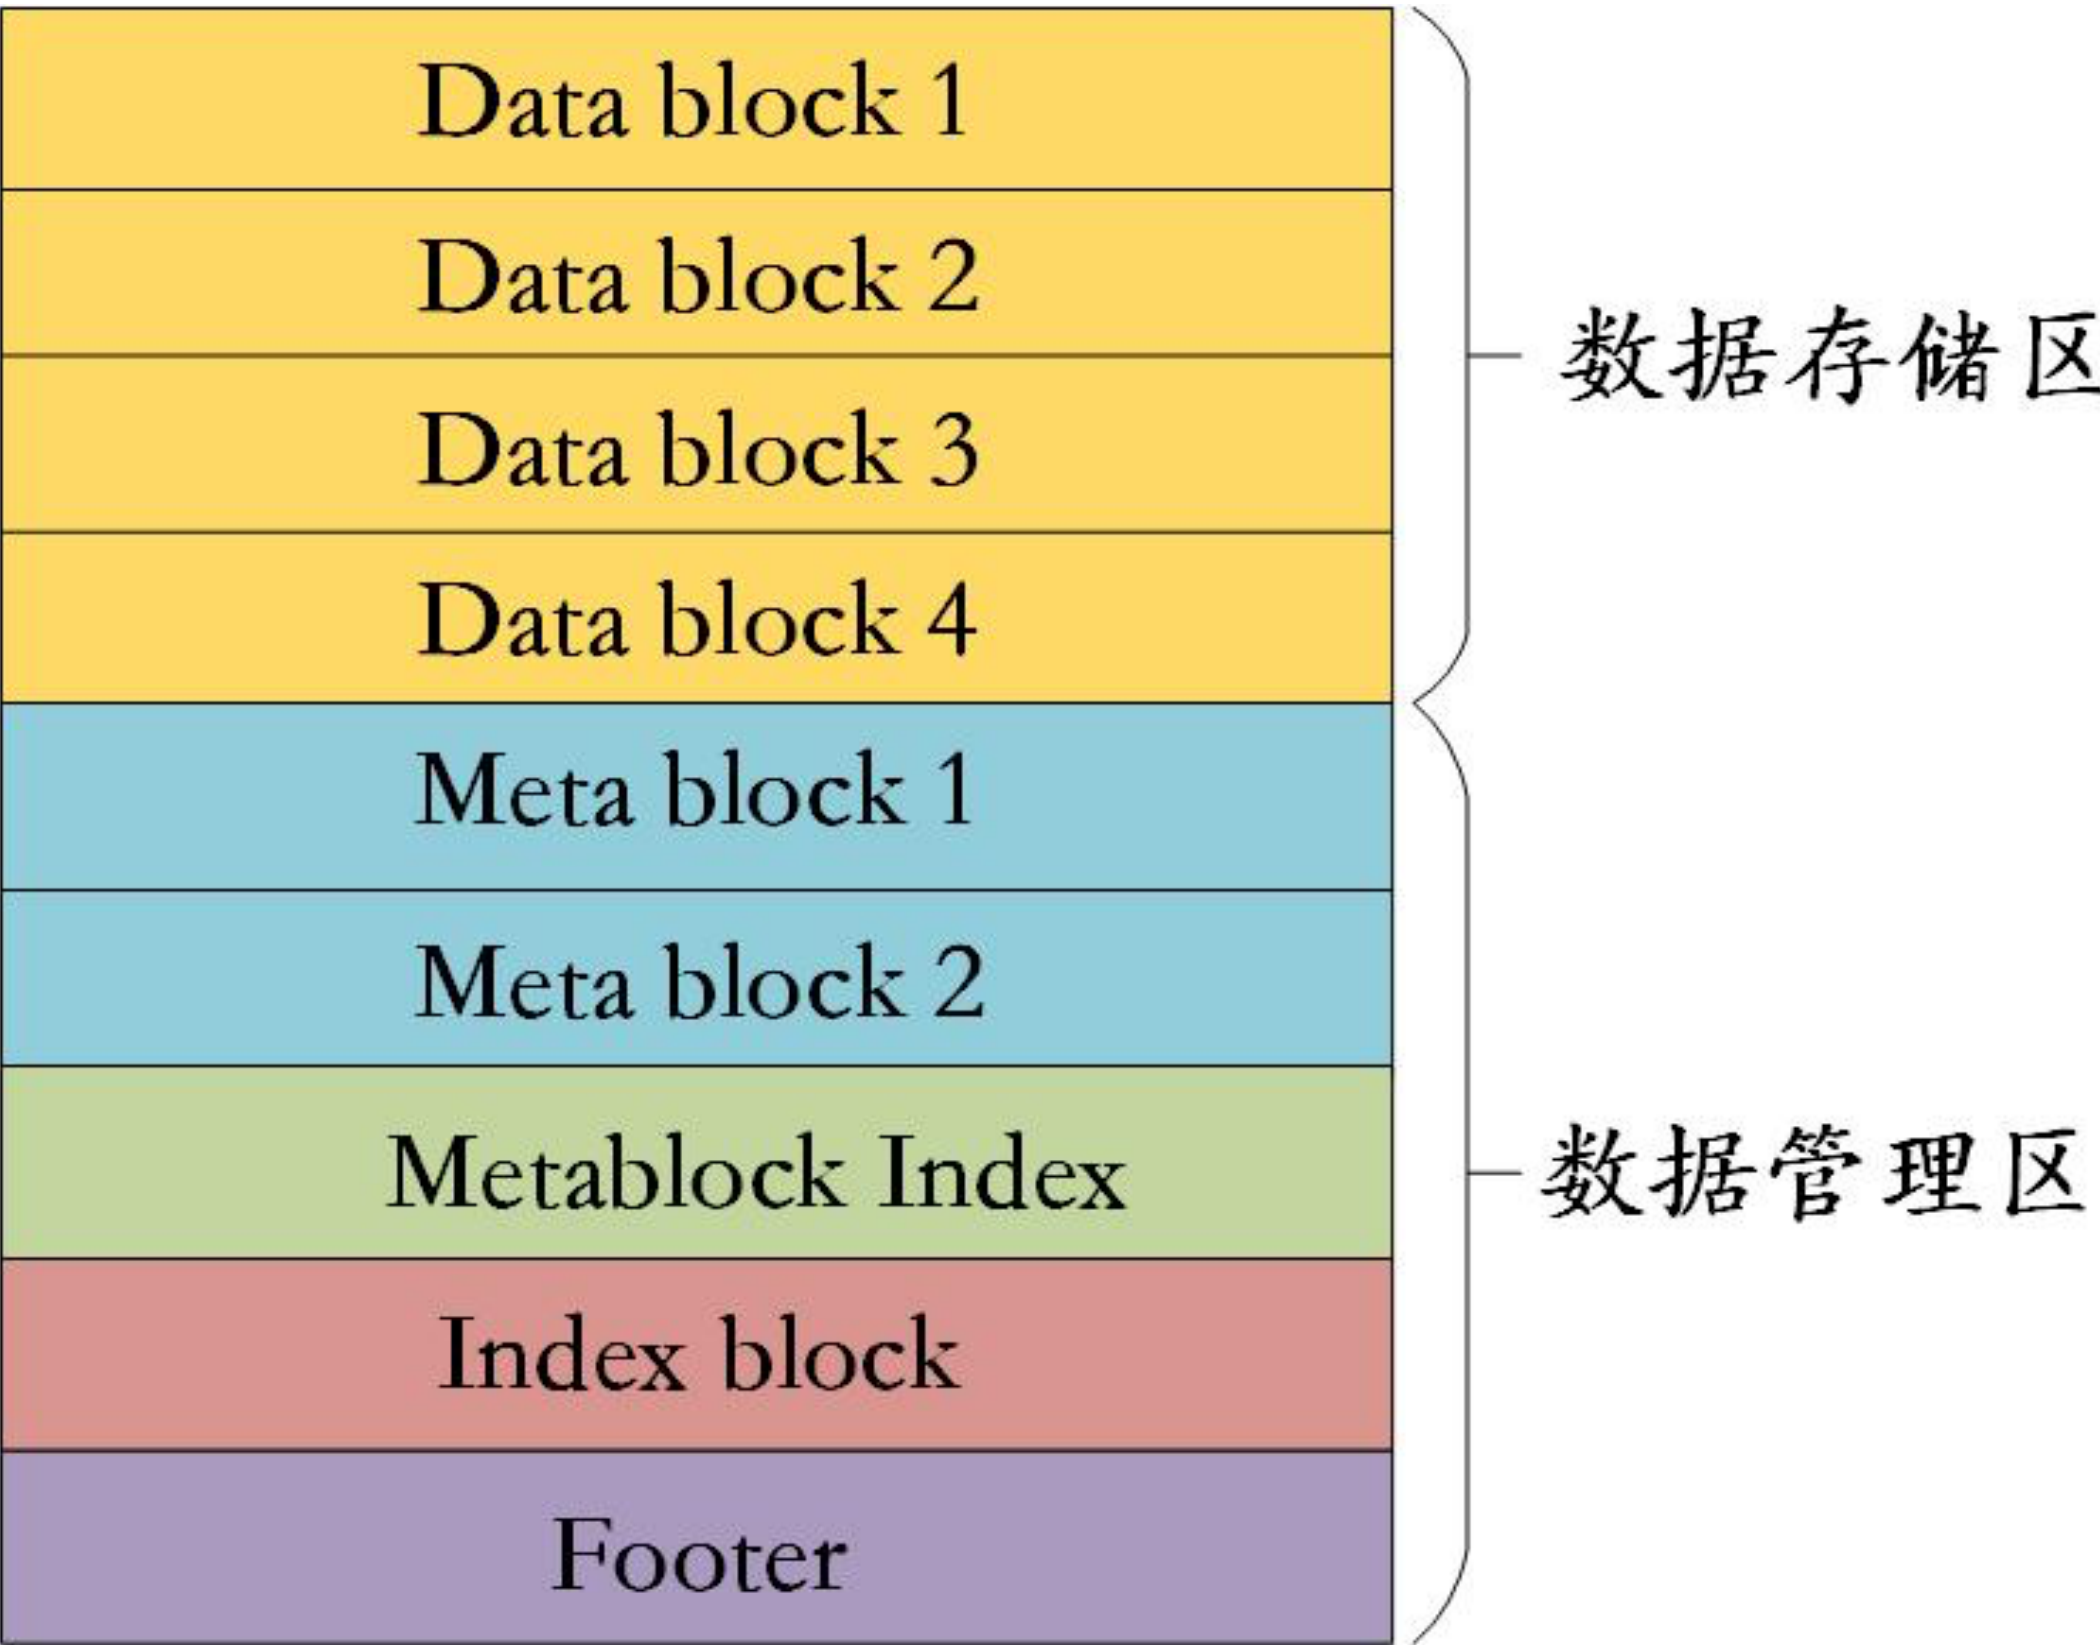 Data block 1
Data block 2
数据存储区
Data block 3
Data block 4
Meta block 1
Meta block 2
Metablock Index
数据管理区
Index block
Footer